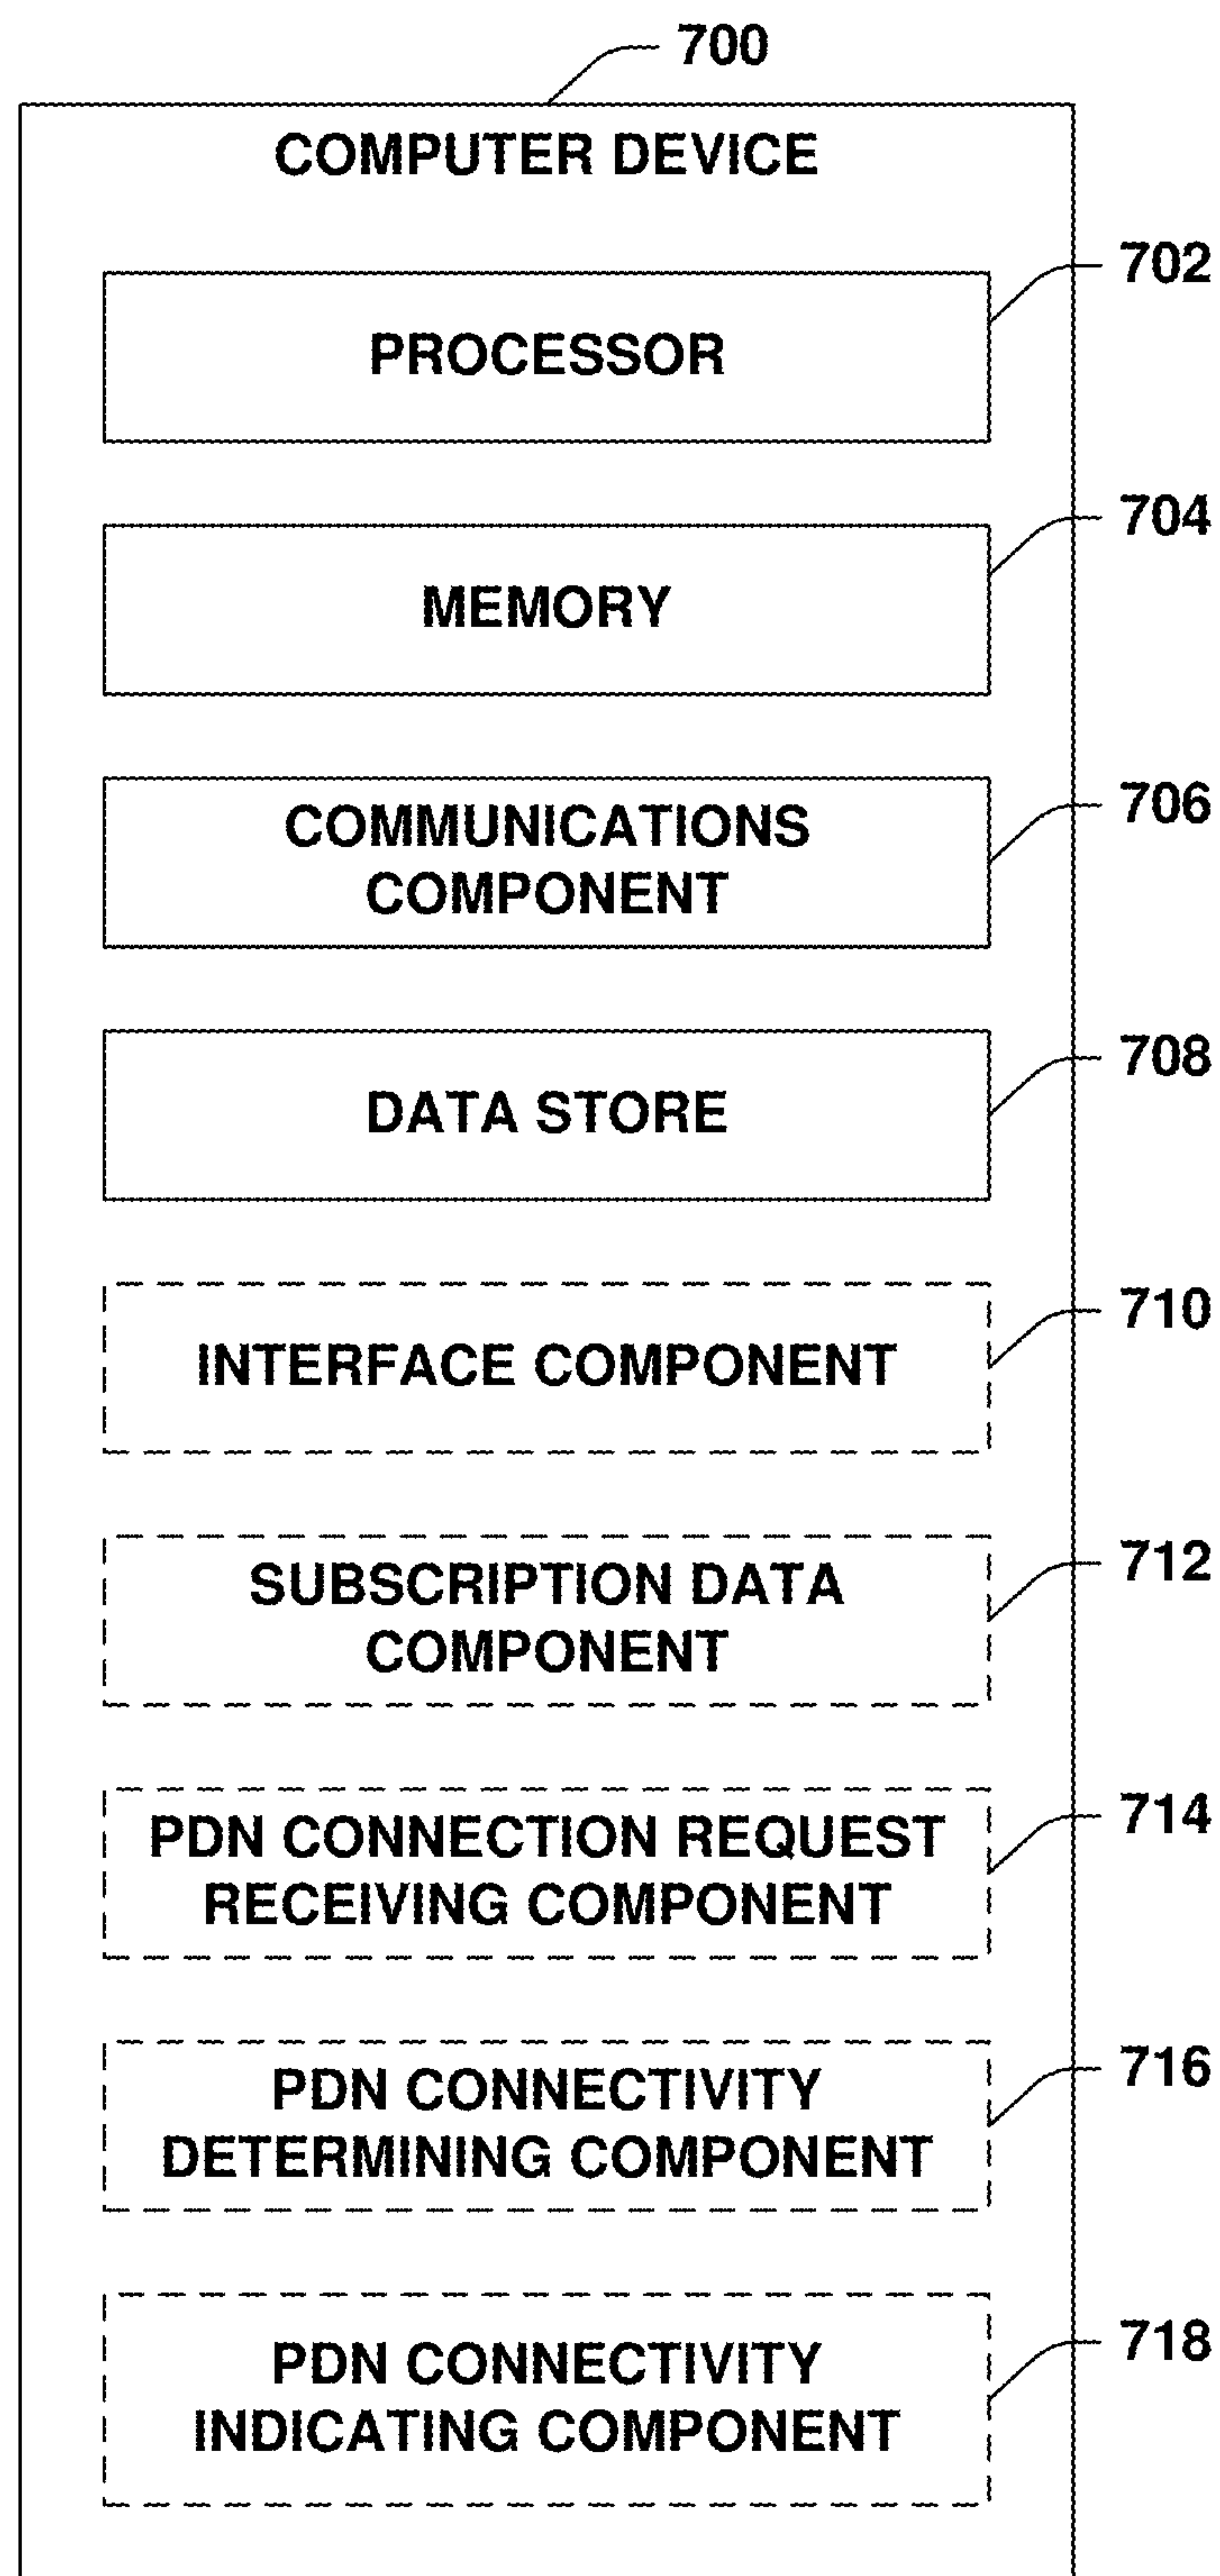 700
COMPUTER DEVICE
702
PROCESSOR
704
MEMORY
706
COMMUNICATIONS
COMPONENT
708
DATA STORE
710
INTERFACE COMPONENT
712
SUBSCRIPTION DATA
COMPONENT
714
PDN CONNECTION REQUEST
RECEIVING COMPONENT
716
PDN CONNECTIVITY
DETERMINING COMPONENT
718
PDN CONNECTIVITY
INDICATING COMPONENT